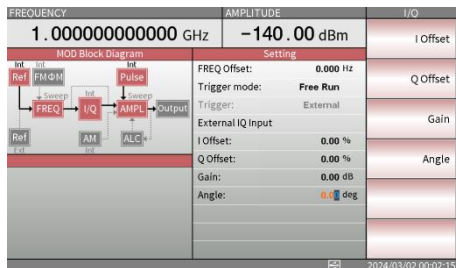 FREQUENCY AMPLITUDE I/Q
1.000000000000 GHz −140.00 dBm
MOD Block Diagram Setting
Int Int Int
Ref FMΦM Pulse
Sweep Int Sweep
FREQ I/Q AMPL Output
Ref AM ALC
Ext Int
FREQ Offset: 0.000 Hz
Trigger mode: Free Run
Trigger: External
External IQ Input
I Offset: 0.00 %
Q Offset: 0.00 %
Gain: 0.00 dB
Angle: 0.00 deg
I Offset
Q Offset
Gain
Angle
2024/03/02 00:02:15